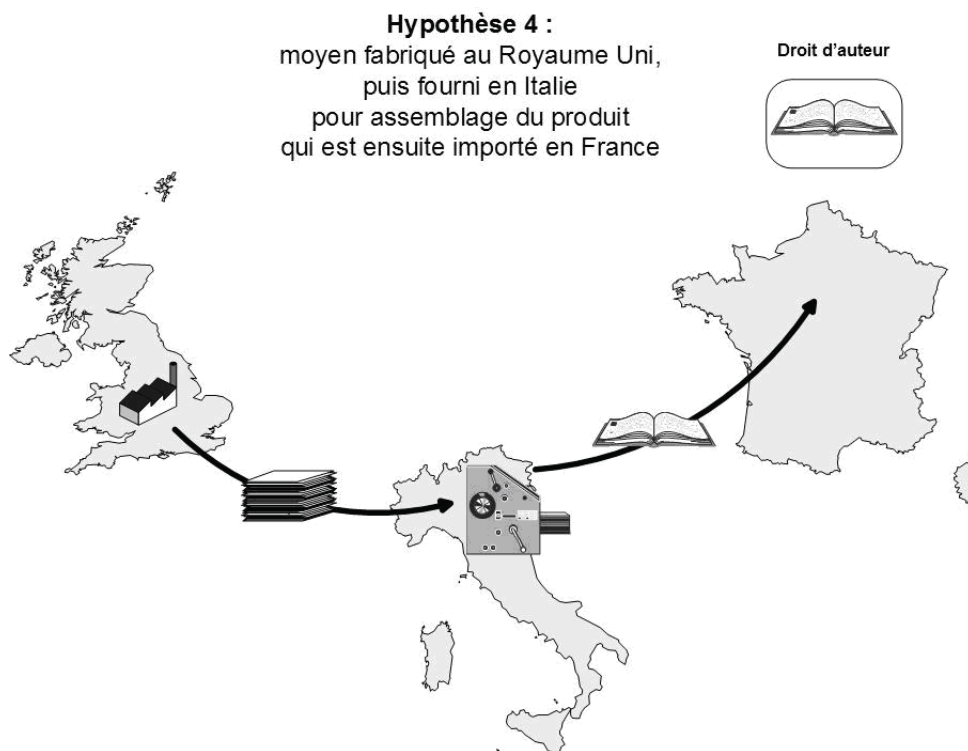 Hypothèse 4 :
moyen fabriqué au Royaume Uni,
puis fourni en Italie
pour assemblage du produit
qui est ensuite importé en France
Droit d'auteur